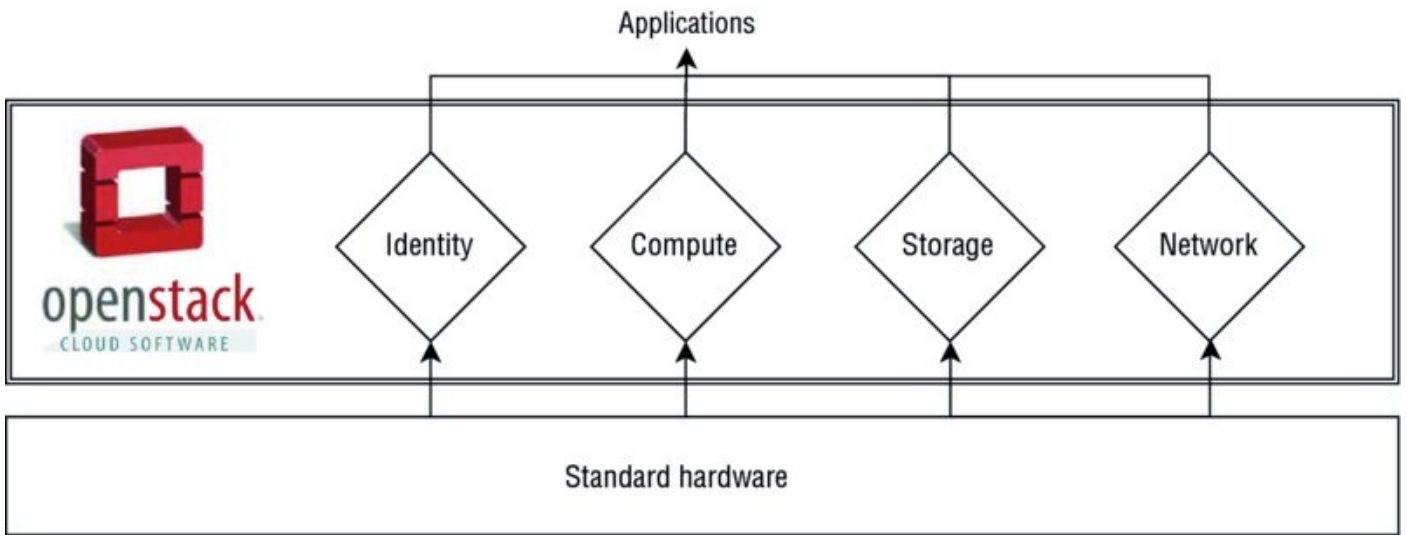 Applications
Identity
Compute
Storage
Network
openstack
CLOUD SOFTWARE
Standard hardware